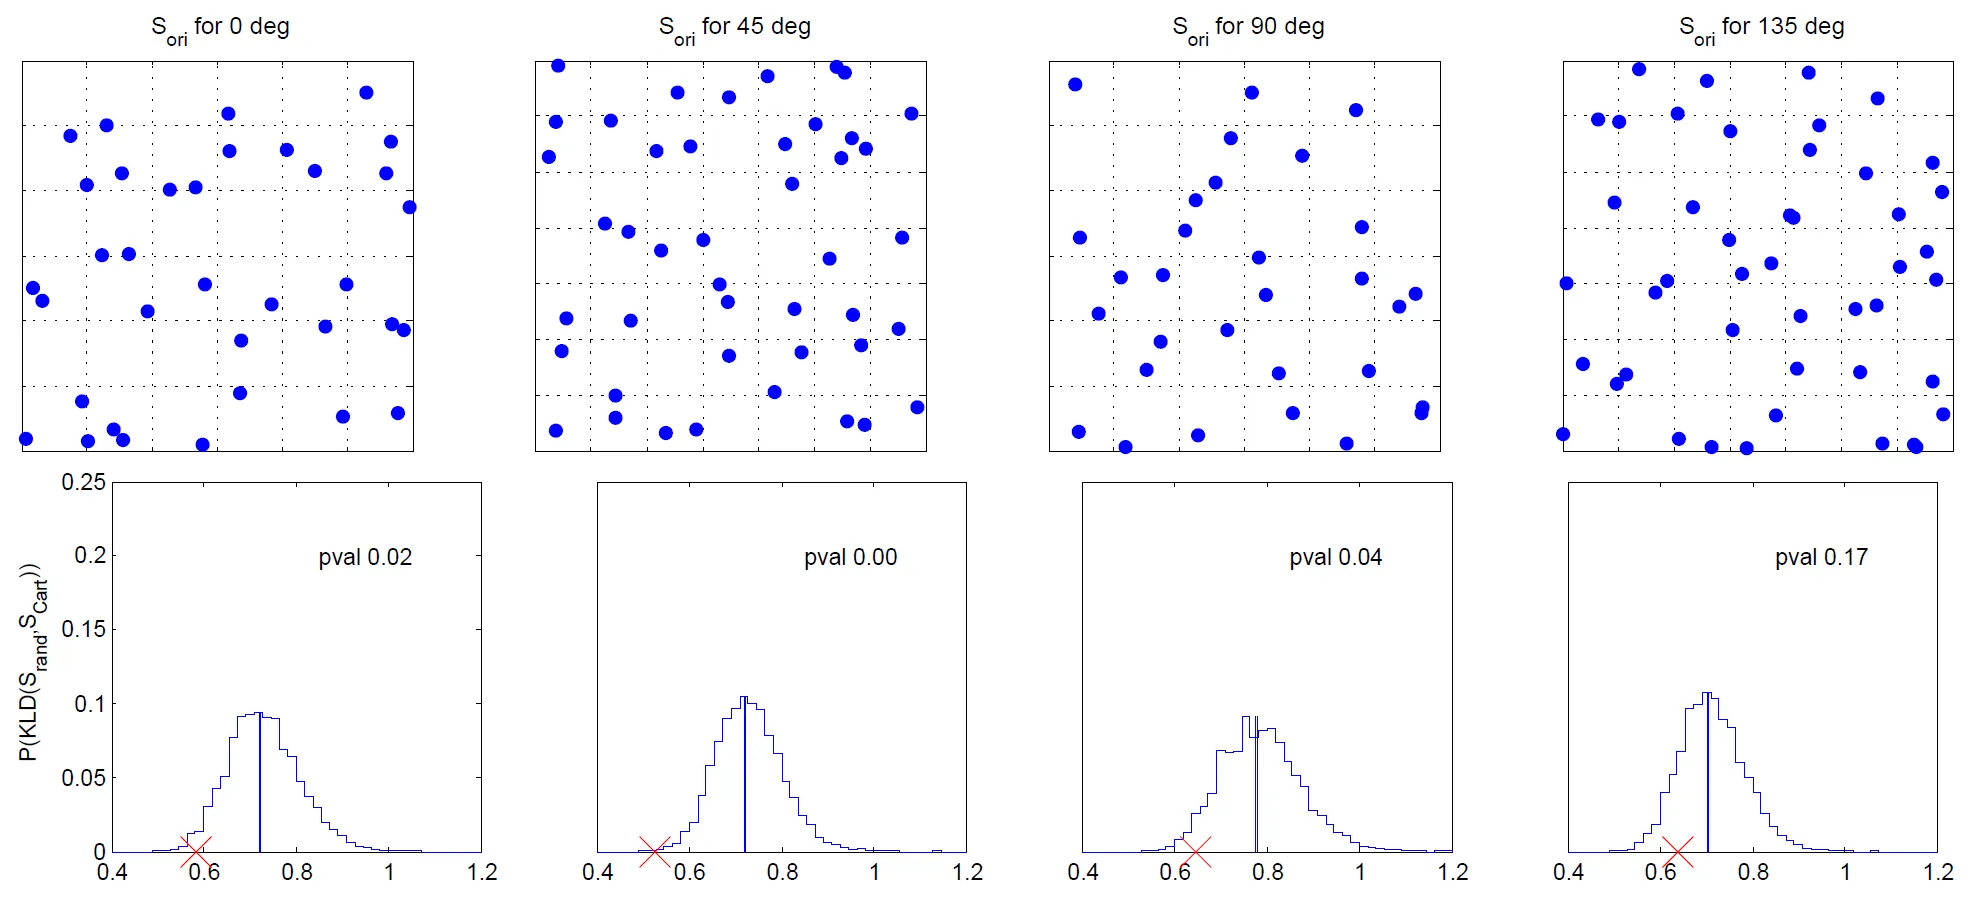 S_ori for 0 deg
S_ori for 45 deg
S_ori for 90 deg
S_ori for 135 deg
P(KLD(S_rand,S_Cart))
0.25
0.2
0.15
0.1
0.05
0
pval 0.02
pval 0.00
pval 0.04
pval 0.17
0.4 0.6 0.8 1 1.2
0.4 0.6 0.8 1 1.2
0.4 0.6 0.8 1 1.2
0.4 0.6 0.8 1 1.2